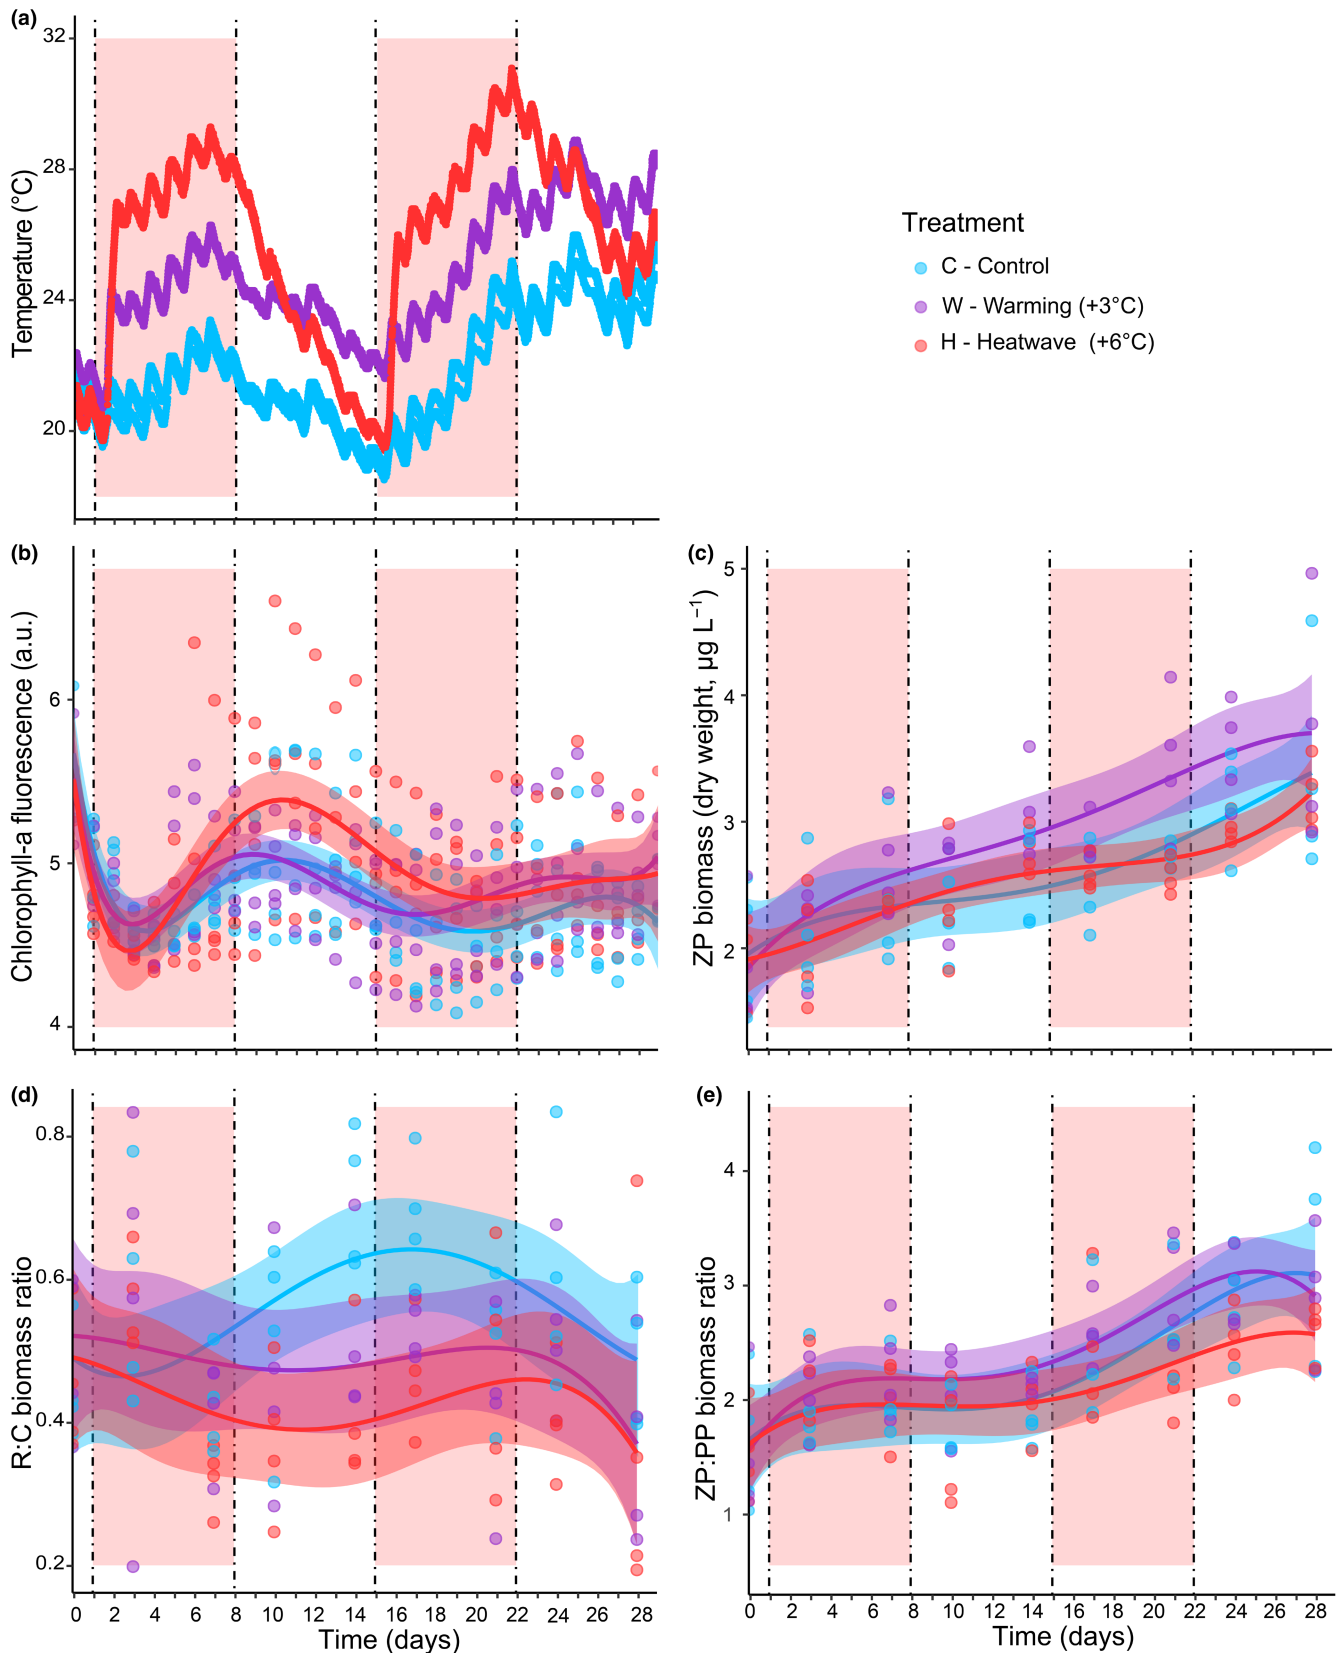 (a)
32
28
24
20
Temperature (°C)
Treatment
C - Control
W - Warming (+3°C)
H - Heatwave (+6°C)
(b)
6
5
4
Chlorophyll-a fluorescence (a.u.)
(c)
5
4
3
2
ZP biomass (dry weight, µg L⁻¹)
(d)
0.8
0.6
0.4
0.2
R:C biomass ratio
0 2 4 6 8 10 12 14 16 18 20 22 24 26 28
Time (days)
(e)
4
3
2
1
ZP:PP biomass ratio
0 2 4 6 8 10 12 14 16 18 20 22 24 26 28
Time (days)